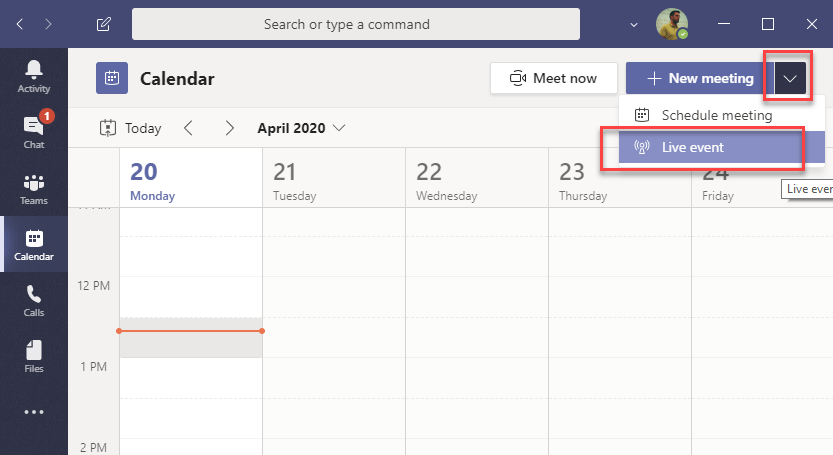 Search or type a command
Activity
Calendar
Meet now
New meeting
1
Chat
Today
April 2020
Schedule meeting
Live event
Teams
20
Monday
21
Tuesday
22
Wednesday
23
Thursday
24
Friday
Live even
Calendar
Calls
Files
12 PM
1 PM
2 PM